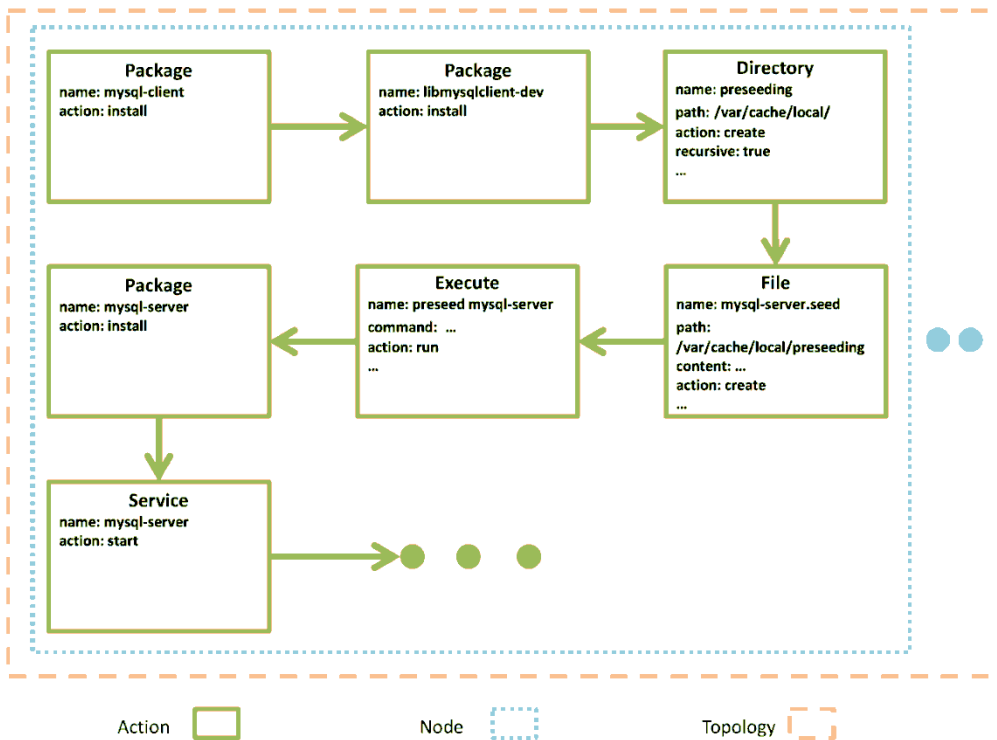 Package
name: mysql-client
action: install
Package
name: libmysqlclient-dev
action: install
Directory
name: preseeding
path: /var/cache/local/
action: create
recursive: true
...
Package
name: mysql-server
action: install
Execute
name: preseed mysql-server
command: ...
action: run
...
File
name: mysql-server.seed
path:
/var/cache/local/preseeding
content: ...
action: create
...
Service
name: mysql-server
action: start
Action
Node
Topology